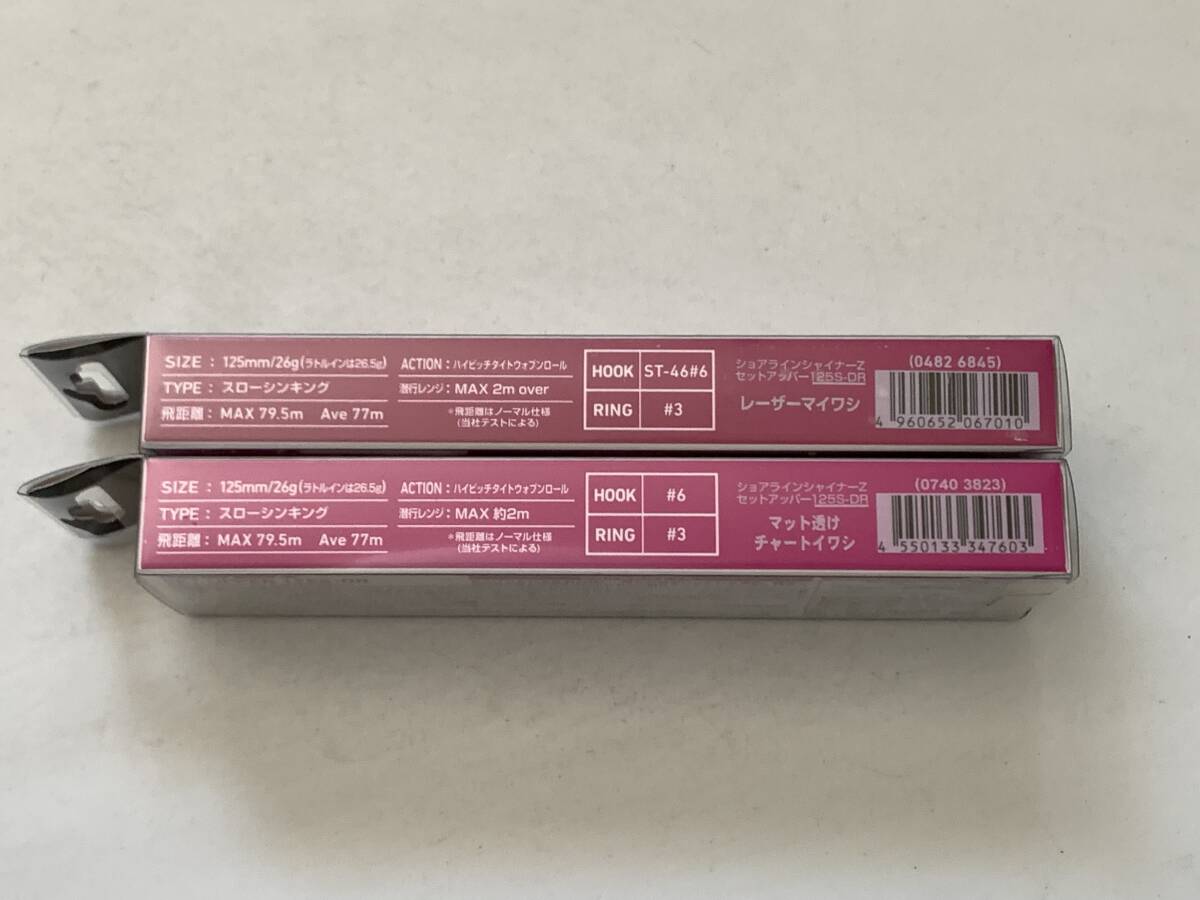 SIZE : 125mm/26g(ラトルインは26.5g)
TYPE : スローシンキング
飛距離 : MAX 79.5m Ave 77m
ACTION : ハイピッチタイトウォブンロール
潜行レンジ : MAX 2m over
*飛距離はノーマル仕様
(当社テストによる)
HOOK ST-46#6
RING #3
ショアラインシャイナーZ
セットアッパー125S-DR
レーザーマイワシ
(0482 6845)
4 960652 067010
SIZE : 125mm/26g(ラトルインは26.5g)
TYPE : スローシンキング
飛距離 : MAX 79.5m Ave 77m
ACTION : ハイピッチタイトウォブンロール
潜行レンジ : MAX 約2m
*飛距離はノーマル仕様
(当社テストによる)
HOOK #6
RING #3
ショアラインシャイナーZ
セットアッパー125S-DR
マット透け
チャートイワシ
(0740 3823)
4 550133 347603